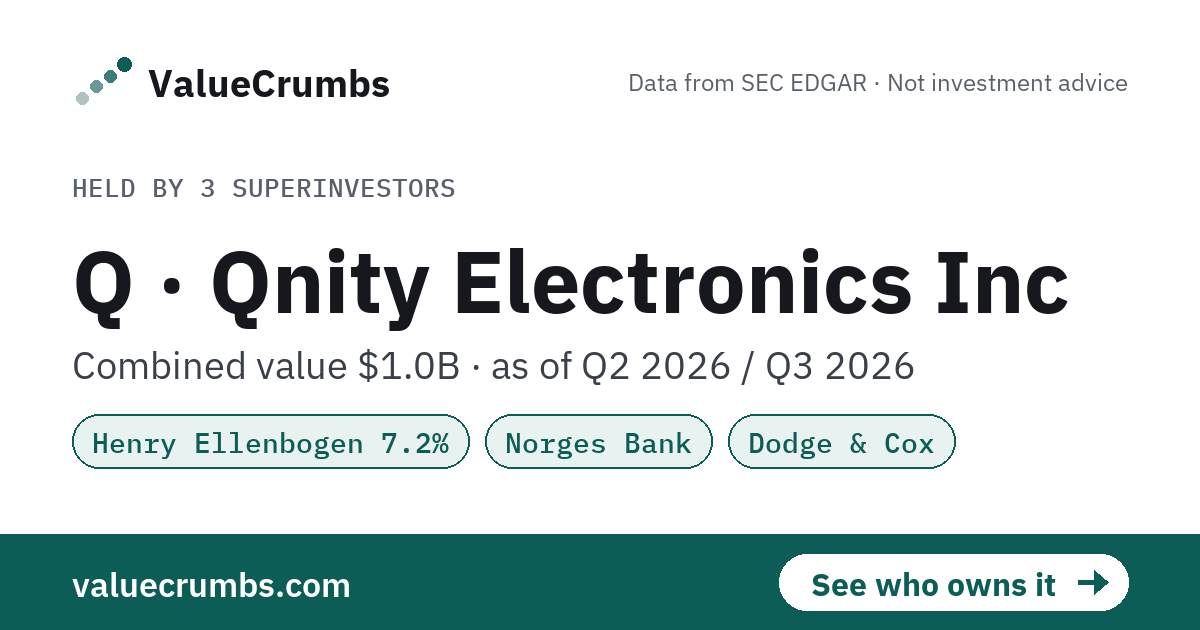 ValueCrumbs
Data from SEC EDGAR · Not investment advice
HELD BY 3 SUPERINVESTORS
Q · Qnity Electronics Inc
Combined value $1.0B · as of Q2 2026 / Q3 2026
Henry Ellenbogen 7.2%
Norges Bank
Dodge & Cox
valuecrumbs.com
See who owns it